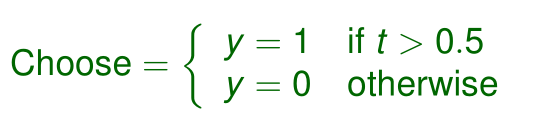 Choose = { y = 1 if t > 0.5
y = 0 otherwise